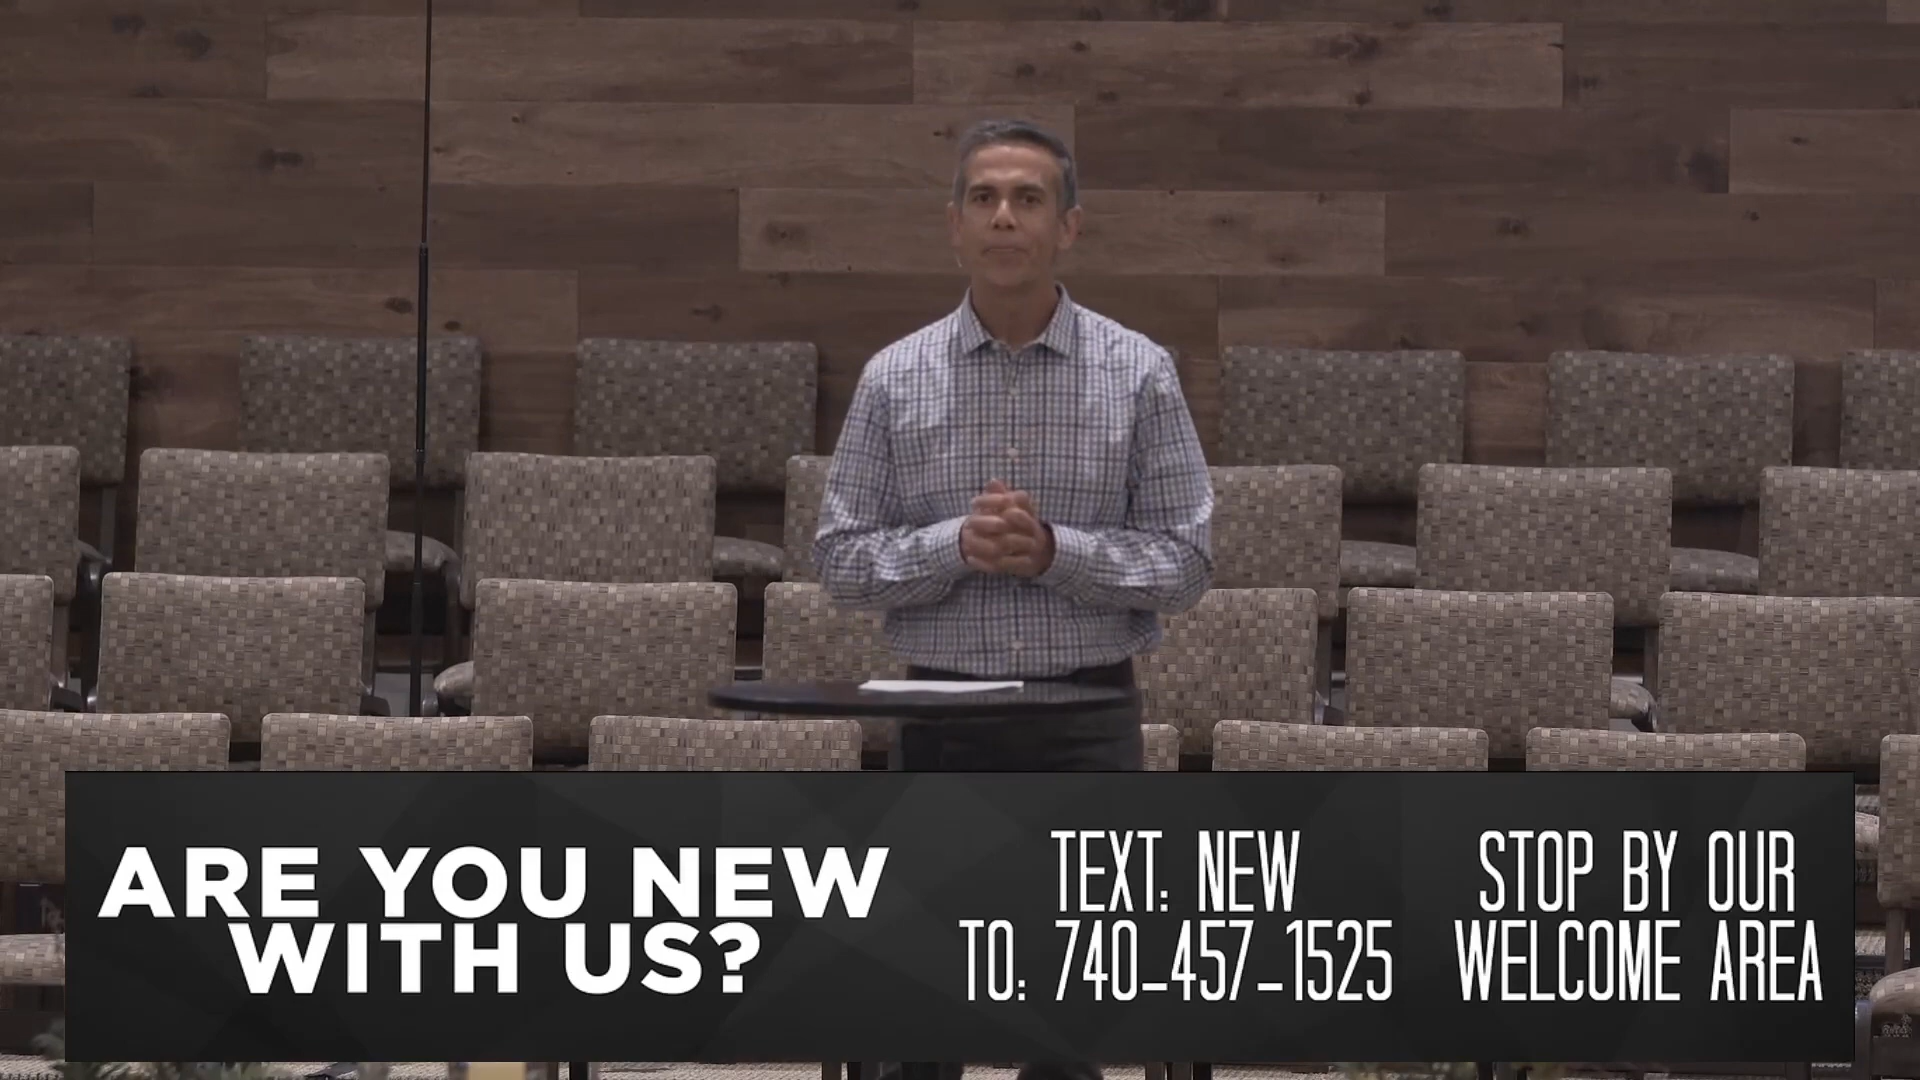 ARE YOU NEW
WITH US?
TEXT: NEW
TO: 740-457-1525
STOP BY OUR
WELCOME AREA